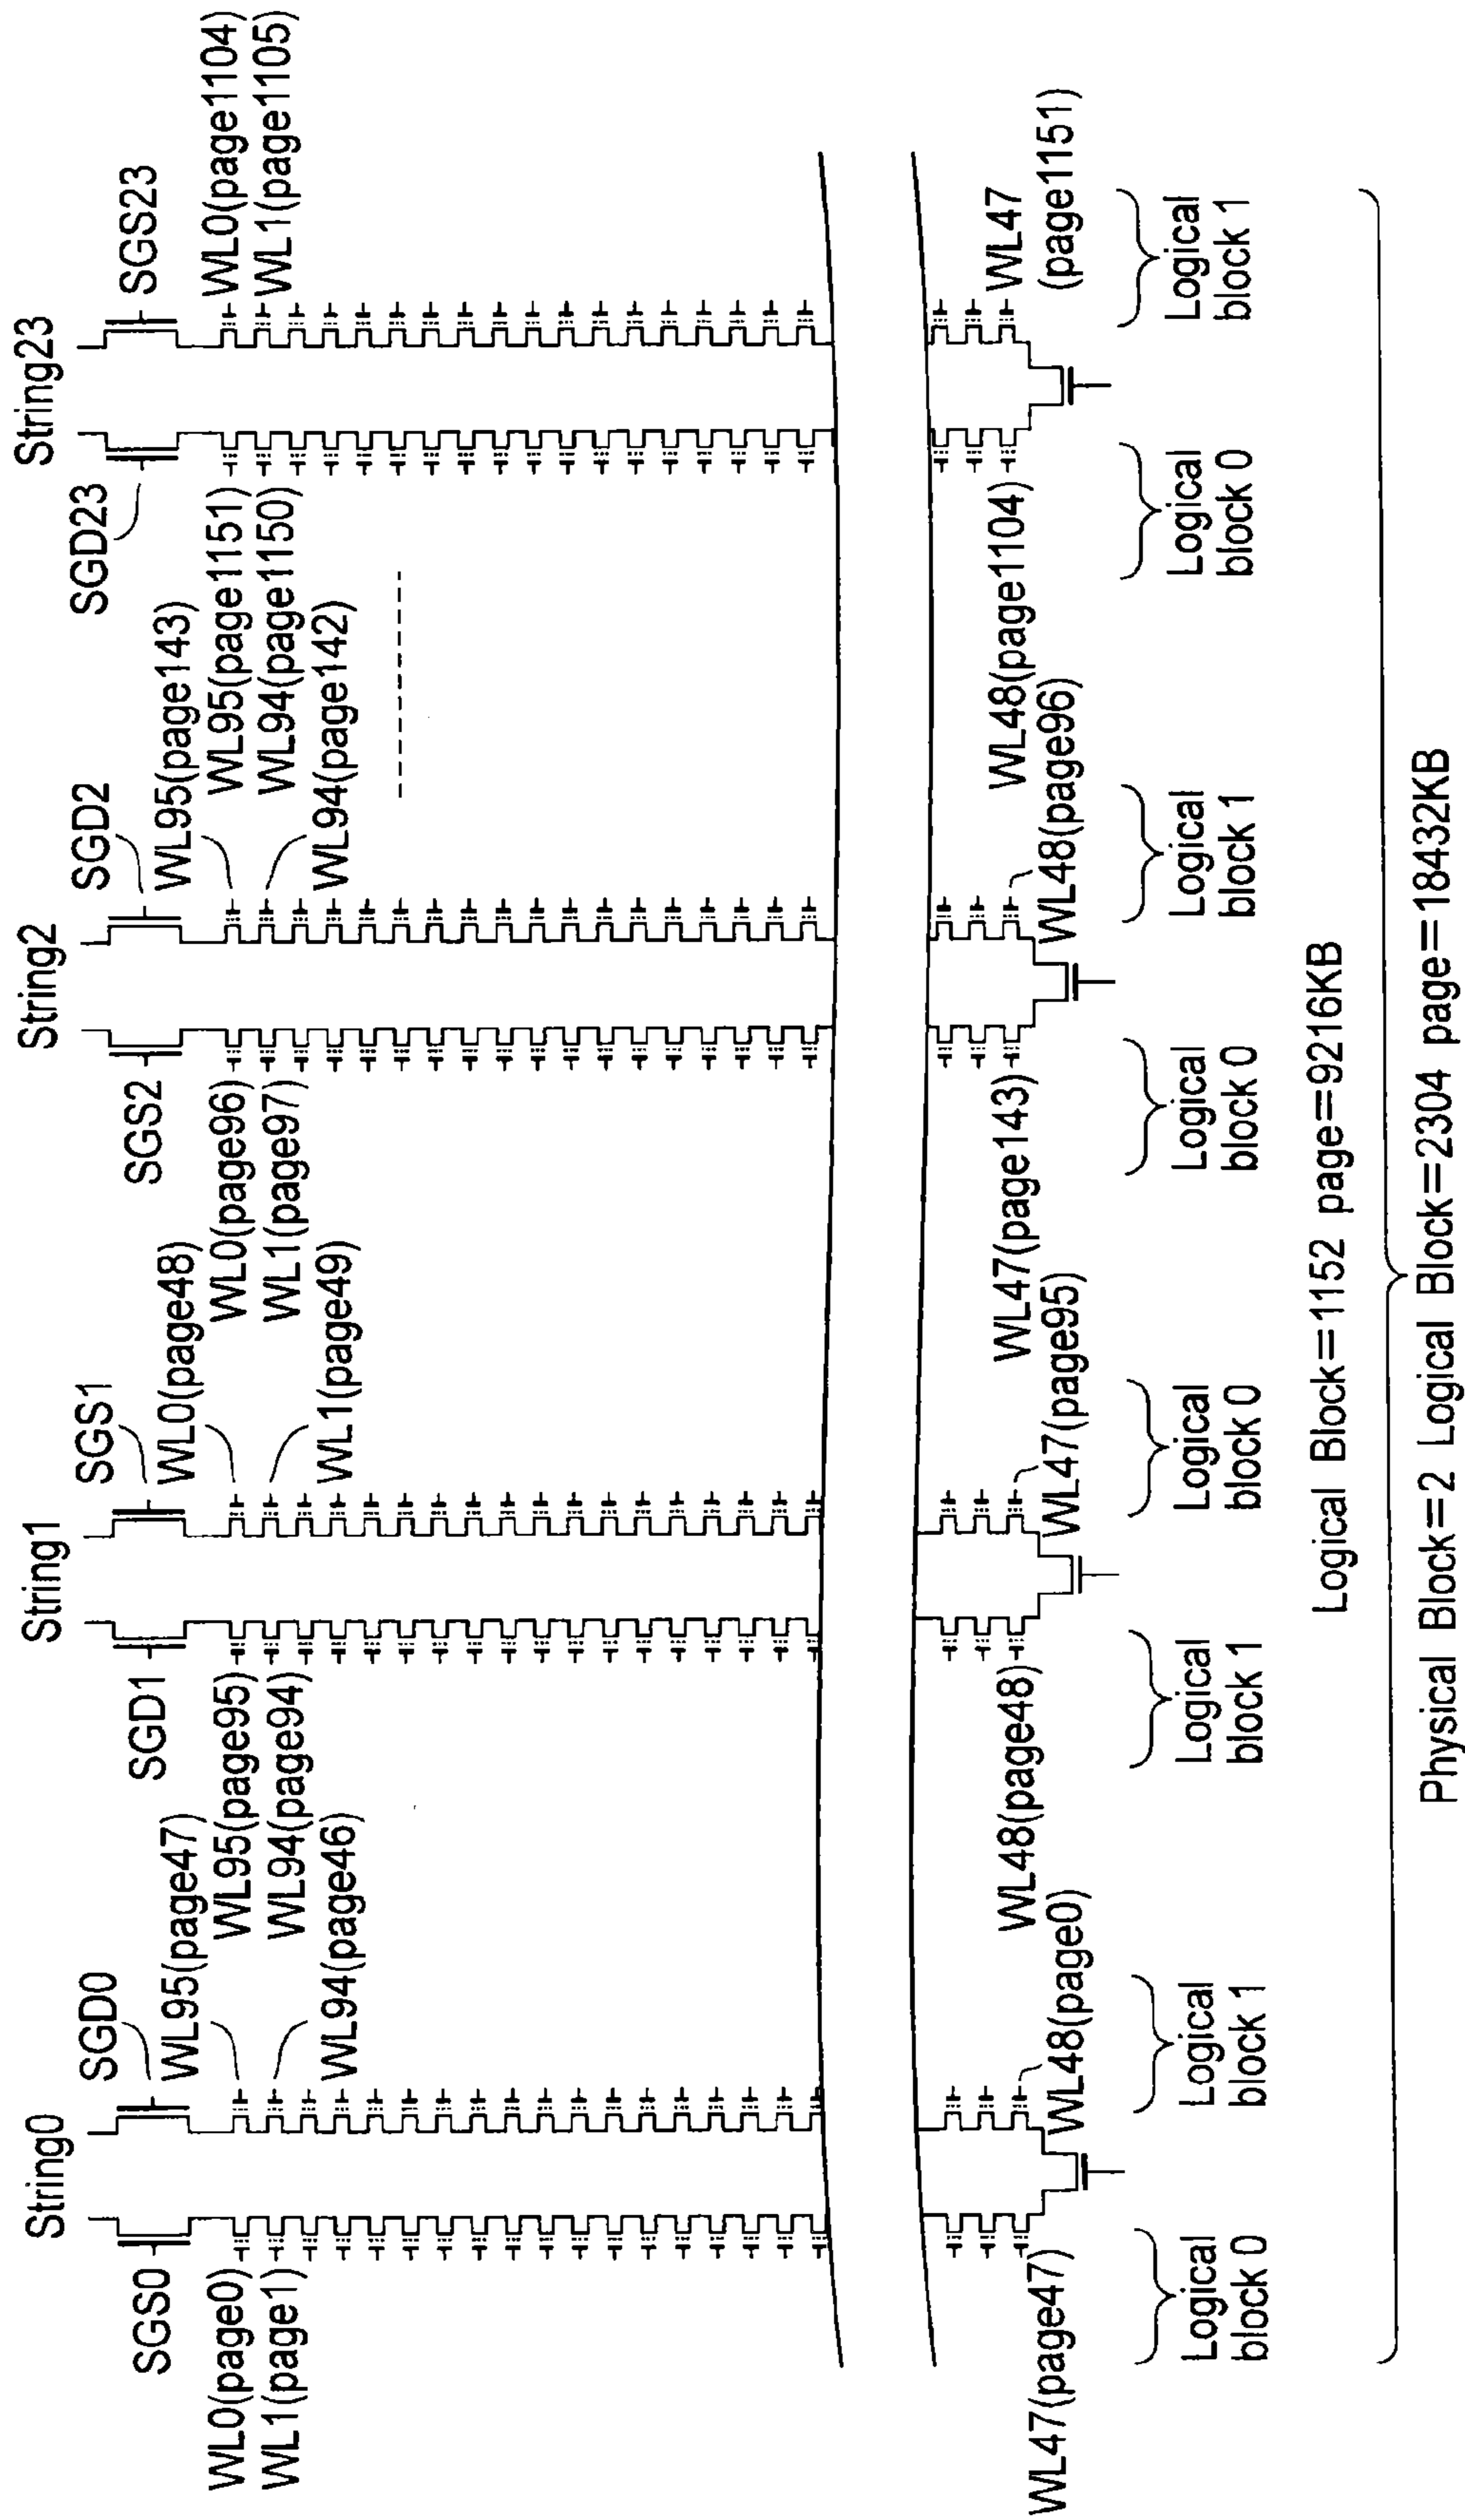 String0
String1
String2
String23
SGS0
SGD0
SGD1
SGS1
SGS2
SGD2
SGD23
SGS23
WL0(page0)
WL1(page1)
WL95(page47)
WL94(page46)
WL95(page95)
WL94(page94)
WL0(page48)
WL1(page49)
WL0(page96)
WL1(page97)
WL95(page143)
WL94(page142)
WL95(page1151)
WL94(page1150)
WL0(page1104)
WL1(page1105)
WL47(page47)
WL48(page0)
WL48(page48)
WL47(page95)
WL47(page143)
WL48(page96)
WL48(page1104)
WL47
(page1151)
Logical
block 0
Logical
block 1
Logical
block 1
Logical
block 0
Logical
block 0
Logical
block 1
Logical
block 0
Logical
block 1
Logical Block=1152 page=9216KB
Physical Block=2 Logical Block=2304 page=18432KB